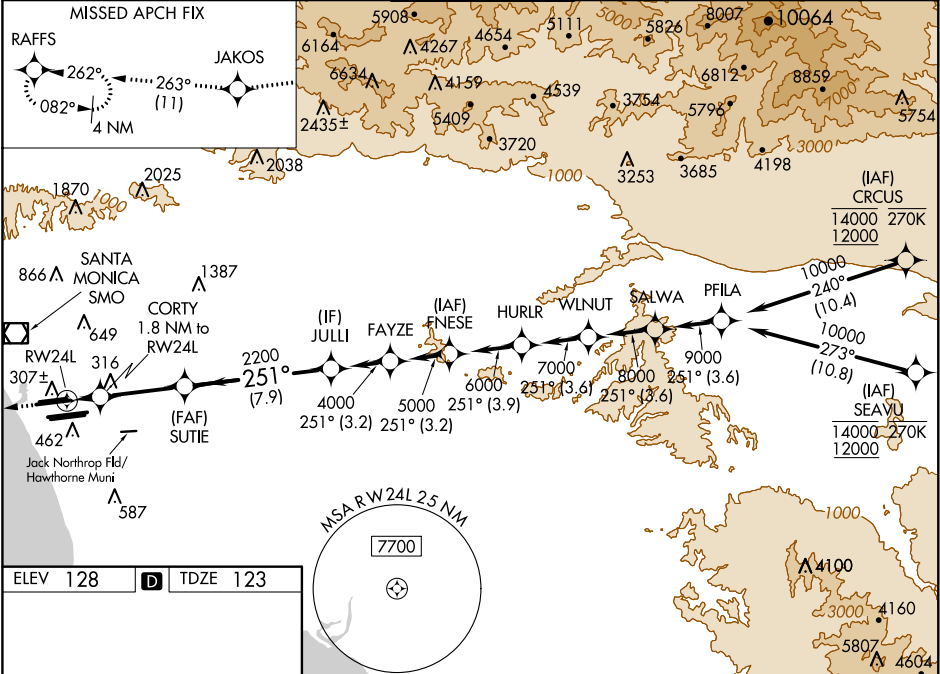 MISSED APCH FIX
RAFFS
JAKOS
262°
263°
(11)
082°
4 NM
5908
6164
4267
4654
5111
5826
8007
10064
5000
6634
4159
4539
6812
8859
7000
2435±
5409
3754
5796
5754
3720
3000
2038
3253
3685
4198
1000
2025
1870
1000
(IAF)
CRCUS
14000 270K
12000
SANTA
MONICA
SMO
866
1387
CORTY
1.8 NM to
RW24L
649
316
RW24L
307±
462
(FAF)
SUTIE
2200
251°
(7.9)
(IF)
JULLI
FAYZE
(IAF)
FNESE
HURLR
WLNUT
SALWA
PFILA
10000
240°
(10.4)
10000
273°
(10.8)
4000
251° (3.2)
5000
251° (3.2)
6000
251° (3.9)
7000
251° (3.6)
8000
251° (3.6)
9000
251° (3.6)
(IAF)
SEAVU
14000 270K
12000
Jack Northrop Fld/
Hawthorne Muni
587
MSA RW24L 25 NM
7700
1000
4100
3000
4160
5807
4604
ELEV 128 D TDZE 123